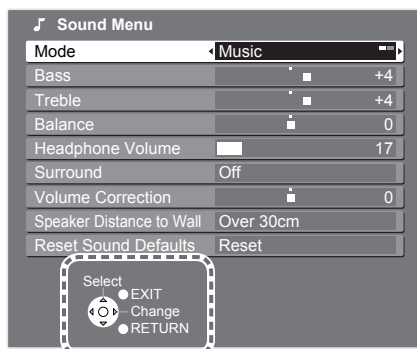 Sound Menu
Mode Music
Bass +4
Treble +4
Balance 0
Headphone Volume 17
Surround Off
Volume Correction 0
Speaker Distance to Wall Over 30cm
Reset Sound Defaults Reset
Select
EXIT
Change
RETURN